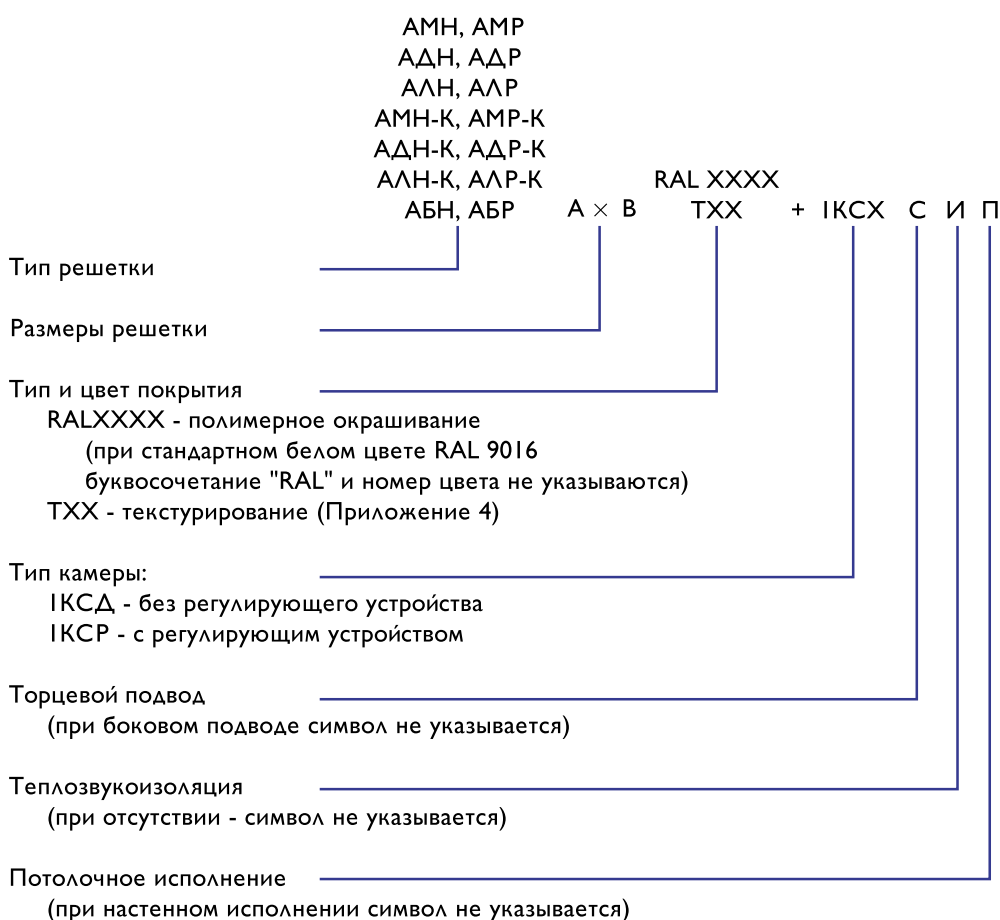 АМН, АМР
АДН, АДР
АЛН, АЛР
АМН-К, АМР-К
АДН-К, АДР-К
АЛН-К, АЛР-К
RAL XXXX
АБН, АБР А × В ТХХ + 1КСХ С И П
Тип решетки
Размеры решетки
Тип и цвет покрытия
RALXXXX - полимерное окрашивание
(при стандартном белом цвете RAL 9016
буквосочетание "RAL" и номер цвета не указываются)
ТХХ - текстурирование (Приложение 4)
Тип камеры:
1КСД - без регулирующего устройства
1КСР - с регулирующим устройством
Торцевой подвод
(при боковом подводе символ не указывается)
Теплозвукоизоляция
(при отсутствии - символ не указывается)
Потолочное исполнение
(при настенном исполнении символ не указывается)